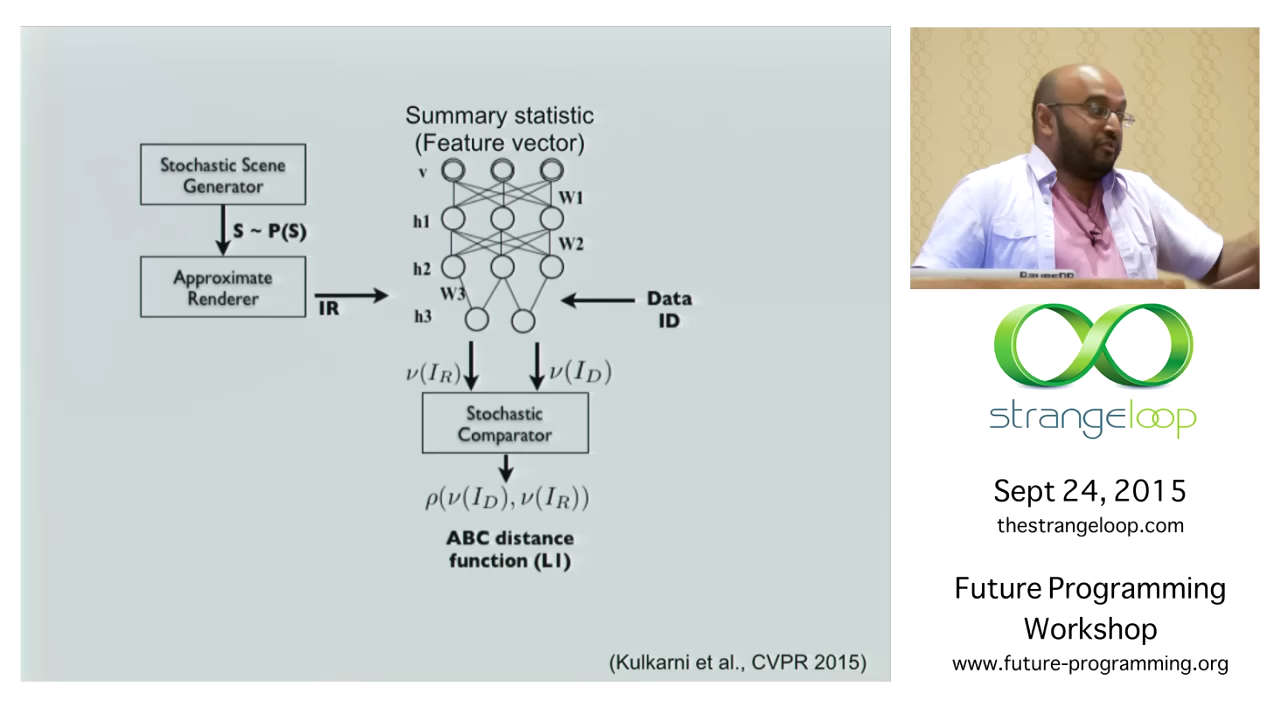 Summary statistic
(Feature vector)
Stochastic Scene
Generator
S ~ P(S)
Approximate
Renderer
IR
v
W1
h1
W2
h2
W3
h3
Data
ID
ν(I_R)
ν(I_D)
Stochastic
Comparator
ρ(ν(I_D), ν(I_R))
ABC distance
function (L1)
(Kulkarni et al., CVPR 2015)
strangeloop
Sept 24, 2015
thestrangeloop.com
Future Programming
Workshop
www.future-programming.org